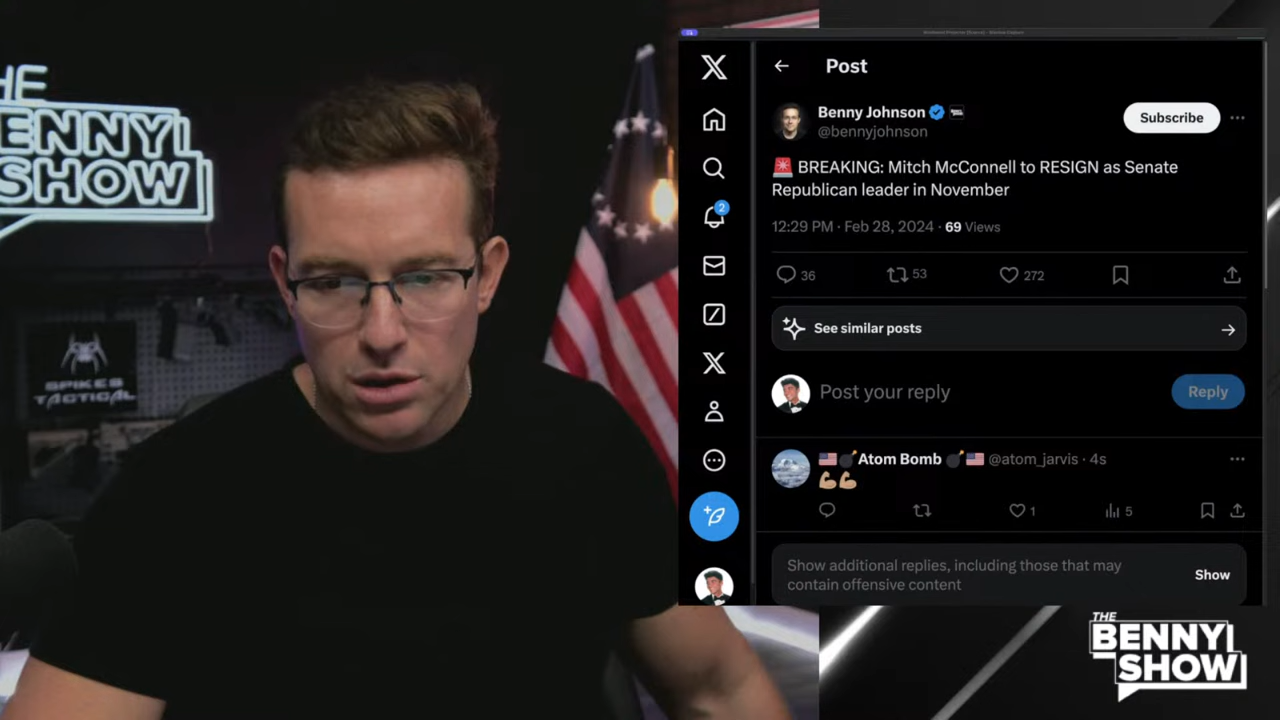 THE
BENNY
SHOW
SPIKES
TACTICAL
Post
Benny Johnson
@bennyjohnson
Subscribe
🚨 BREAKING: Mitch McConnell to RESIGN as Senate
Republican leader in November
12:29 PM · Feb 28, 2024 · 69 Views
36
53
272
2
See similar posts
Post your reply
Reply
🇺🇸💣Atom Bomb💣🇺🇸 @atom_jarvis · 4s
💪🏼💪🏼
1
5
Show additional replies, including those that may
contain offensive content
Show
THE
BENNY
SHOW